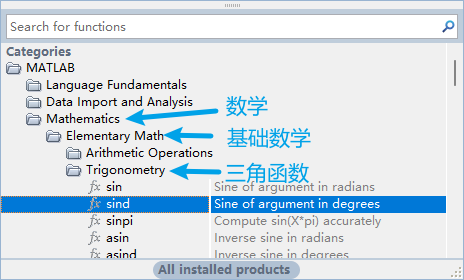 Search for functions
Categories
MATLAB
Language Fundamentals
Data Import and Analysis
Mathematics 数学
Elementary Math 基础数学
Arithmetic Operations
Trigonometry 三角函数
fx sin Sine of argument in radians
fx sind Sine of argument in degrees
fx sinpi Compute sin(X*pi) accurately
fx asin Inverse sine in radians
fx asind Inverse sine in degrees
All installed products